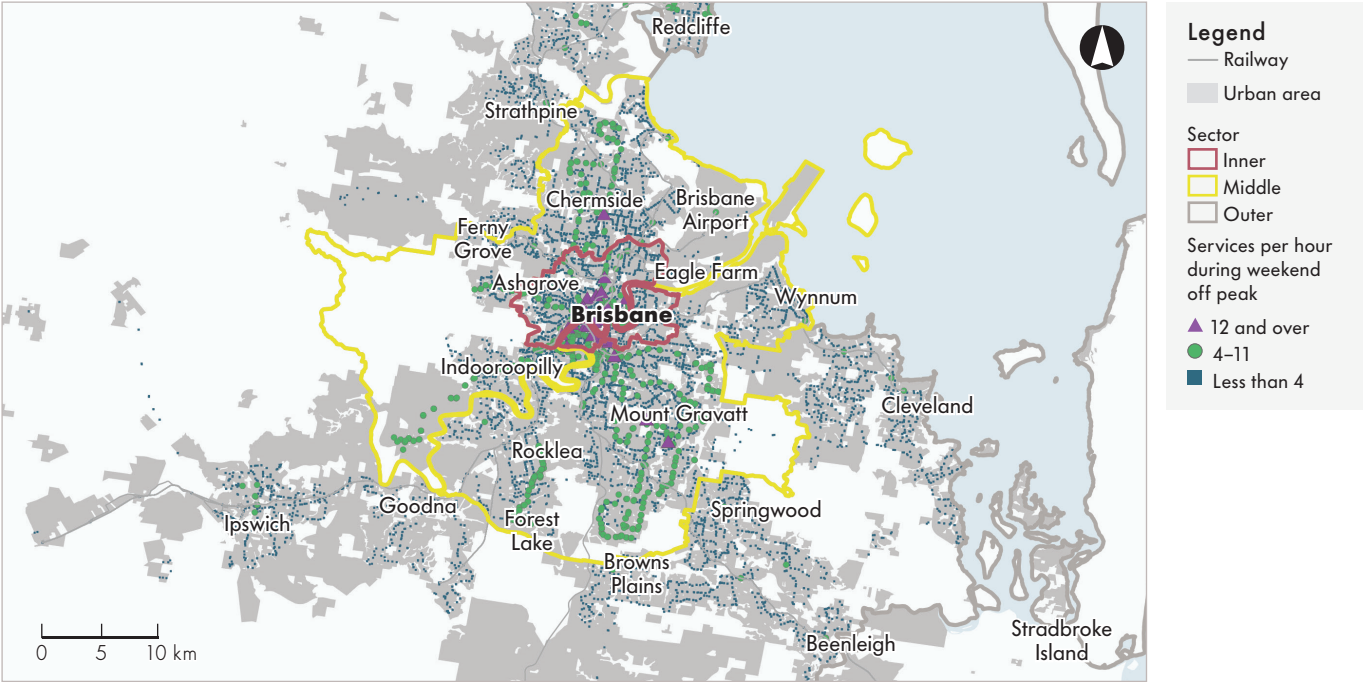 Redcliffe
Strathpine
Chermside
Brisbane
Airport
Ferny
Grove
Eagle Farm
Ashgrove
Wynnum
Brisbane
Indooroopilly
Cleveland
Mount Gravatt
Rocklea
Goodna
Springwood
Ipswich
Forest
Lake
Browns
Plains
Stradbroke
Island
Beenleigh
0 5 10 km
Legend
Railway
Urban area
Sector
Inner
Middle
Outer
Services per hour
during weekend
off peak
12 and over
4–11
Less than 4